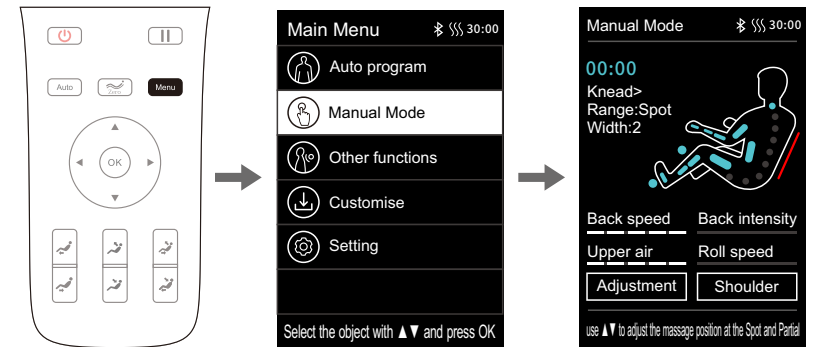 Auto
Zero
Menu
OK
Main Menu
30:00
Auto program
Manual Mode
Other functions
Customise
Setting
Select the object with ▲▼ and press OK
Manual Mode
30:00
00:00
Knead>
Range:Spot
Width:2
Back speed
Back intensity
Upper air
Roll speed
Adjustment
Shoulder
use ▲▼ to adjust the massage position at the Spot and Partial